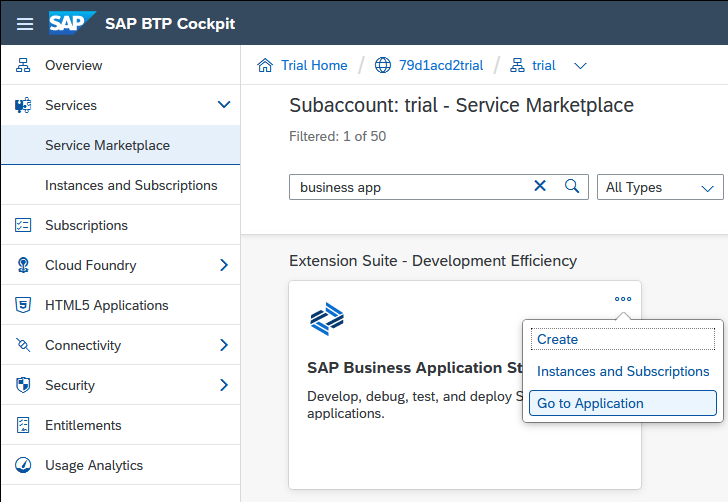 SAP SAP BTP Cockpit
Overview
Services
Service Marketplace
Instances and Subscriptions
Subscriptions
Cloud Foundry
HTML5 Applications
Connectivity
Security
Entitlements
Usage Analytics
Trial Home / 79d1acd2trial / trial
Subaccount: trial - Service Marketplace
Filtered: 1 of 50
business app
All Types
Extension Suite - Development Efficiency
SAP Business Application St
Develop, debug, test, and deploy S
applications.
Create
Instances and Subscriptions
Go to Application